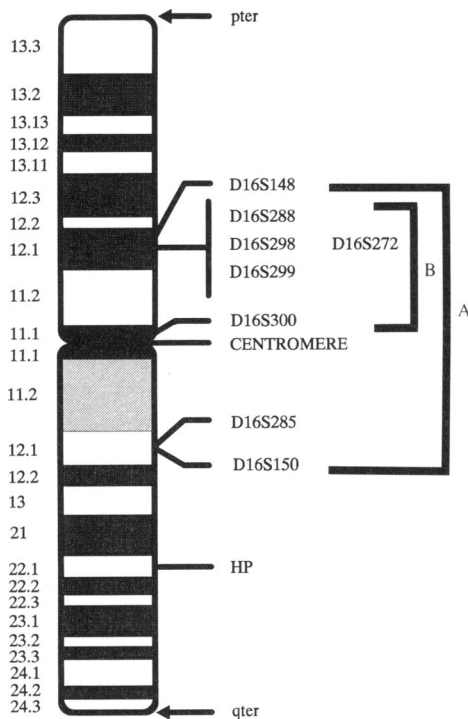 pter
13.3
13.2
13.13
13.12
13.11
12.3
D16S148
12.2
D16S288
12.1
D16S298 D16S272
D16S299
B
11.2
A
D16S300
11.1
CENTROMERE
11.1
11.2
D16S285
12.1
D16S150
12.2
13
21
22.1
HP
22.2
22.3
23.1
23.2
23.3
24.1
24.2
24.3
qter